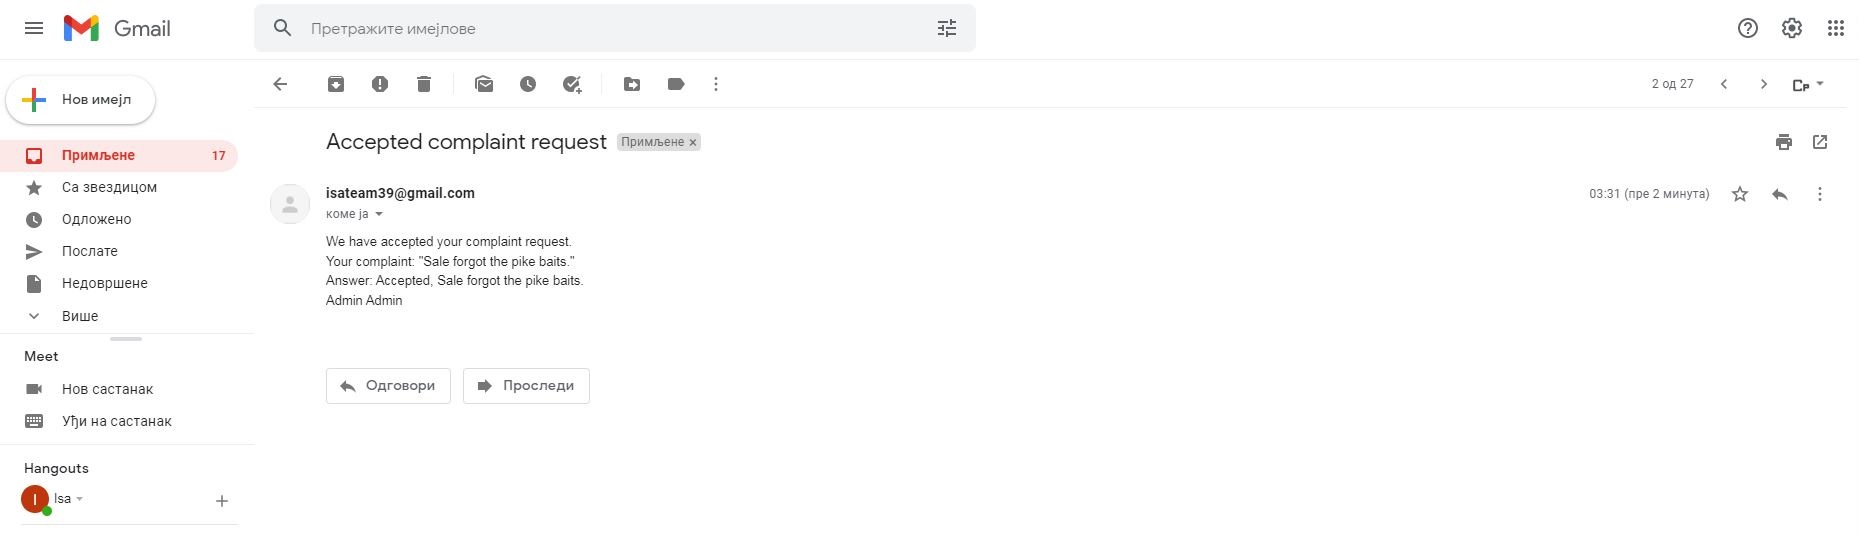 Gmail
Претражите имејлове
Нов имејл
2 од 27
Ср
Примљене 17
Са звездицом
Одложено
Послате
Недовршене
Више
Meet
Нов састанак
Уђи на састанак
Hangouts
I Isa
Accepted complaint request Примљене x
isateam39@gmail.com 03:31 (пре 2 минута)
коме ја
We have accepted your complaint request.
Your complaint: "Sale forgot the pike baits."
Answer: Accepted, Sale forgot the pike baits.
Admin Admin
Одговори Проследи